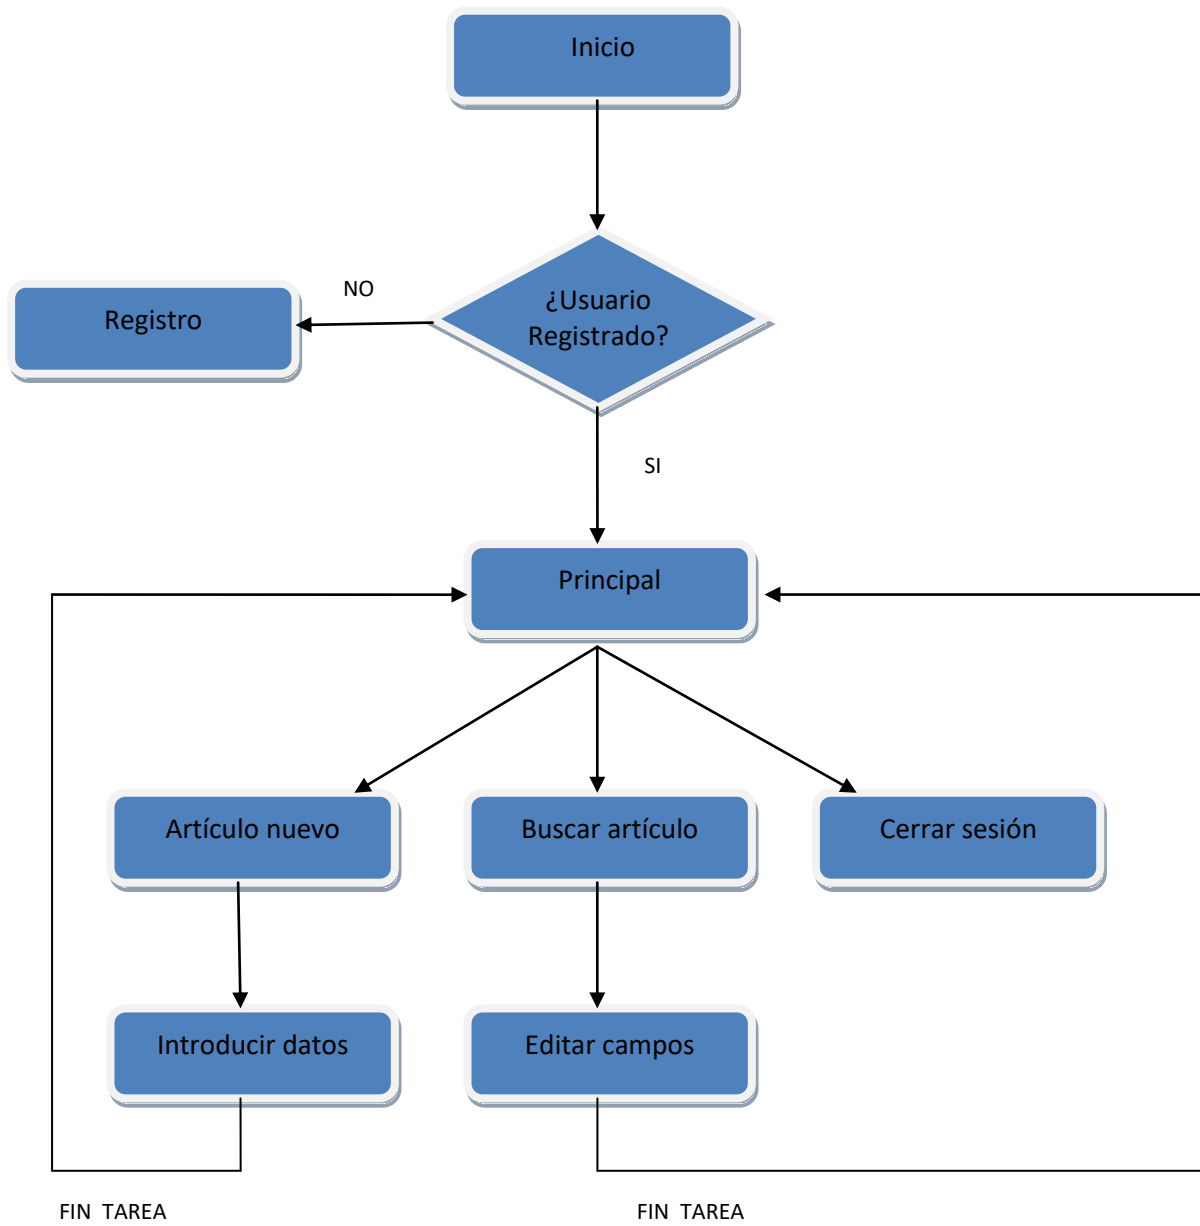 Inicio
¿Usuario
Registrado?
NO
Registro
SI
Principal
Artículo nuevo
Buscar artículo
Cerrar sesión
Introducir datos
Editar campos
FIN TAREA
FIN TAREA